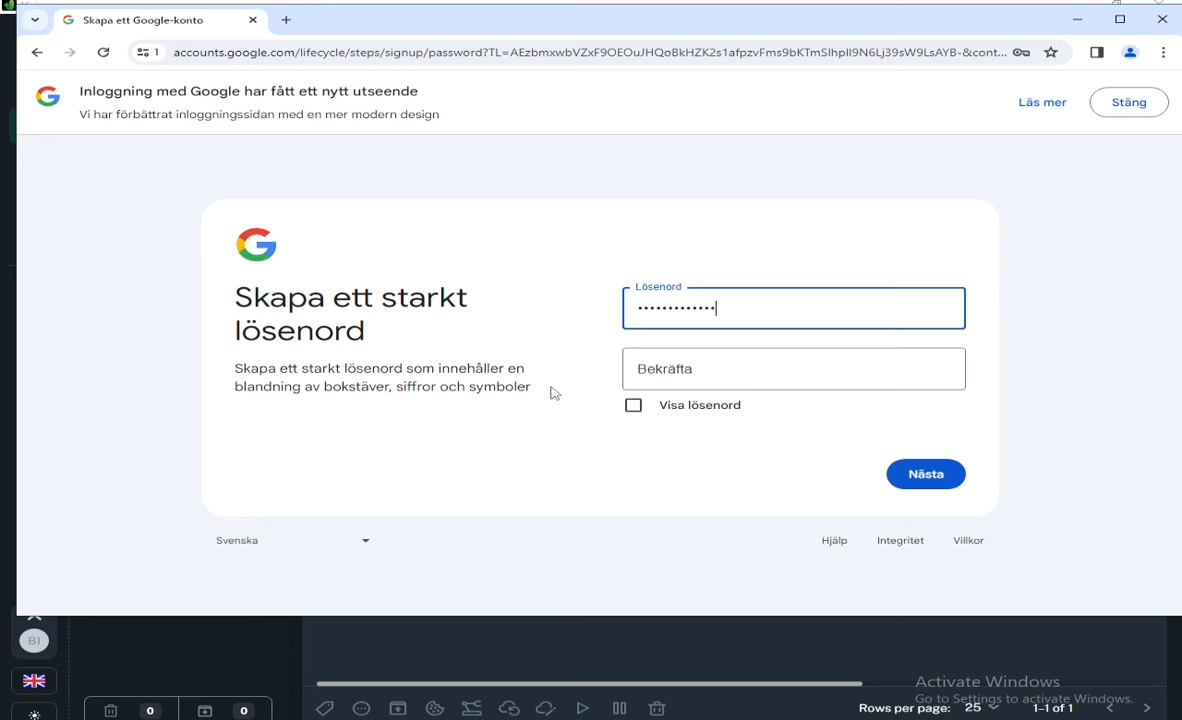 Skapa ett Google-konto
1
accounts.google.com/lifecycle/steps/signup/password?TL=AEzbmxwbVZxF9OEOuJHQoBkHZK2s1afpzvFms9bKTmSlhplI9N6Lj39sW9LsAYB-&cont...
Inloggning med Google har fått ett nytt utseende
Vi har förbättrat inloggningssidan med en mer modern design
Läs mer
Stäng
Skapa ett starkt
lösenord
Skapa ett starkt lösenord som innehåller en
blandning av bokstäver, siffror och symboler
Lösenord
•••••••••••••
Bekräfta
Visa lösenord
Nästa
Svenska
Hjälp
Integritet
Villkor
BI
0
0
Activate Windows
Go to Settings to activate Windows.
Rows per page: 25
1–1 of 1